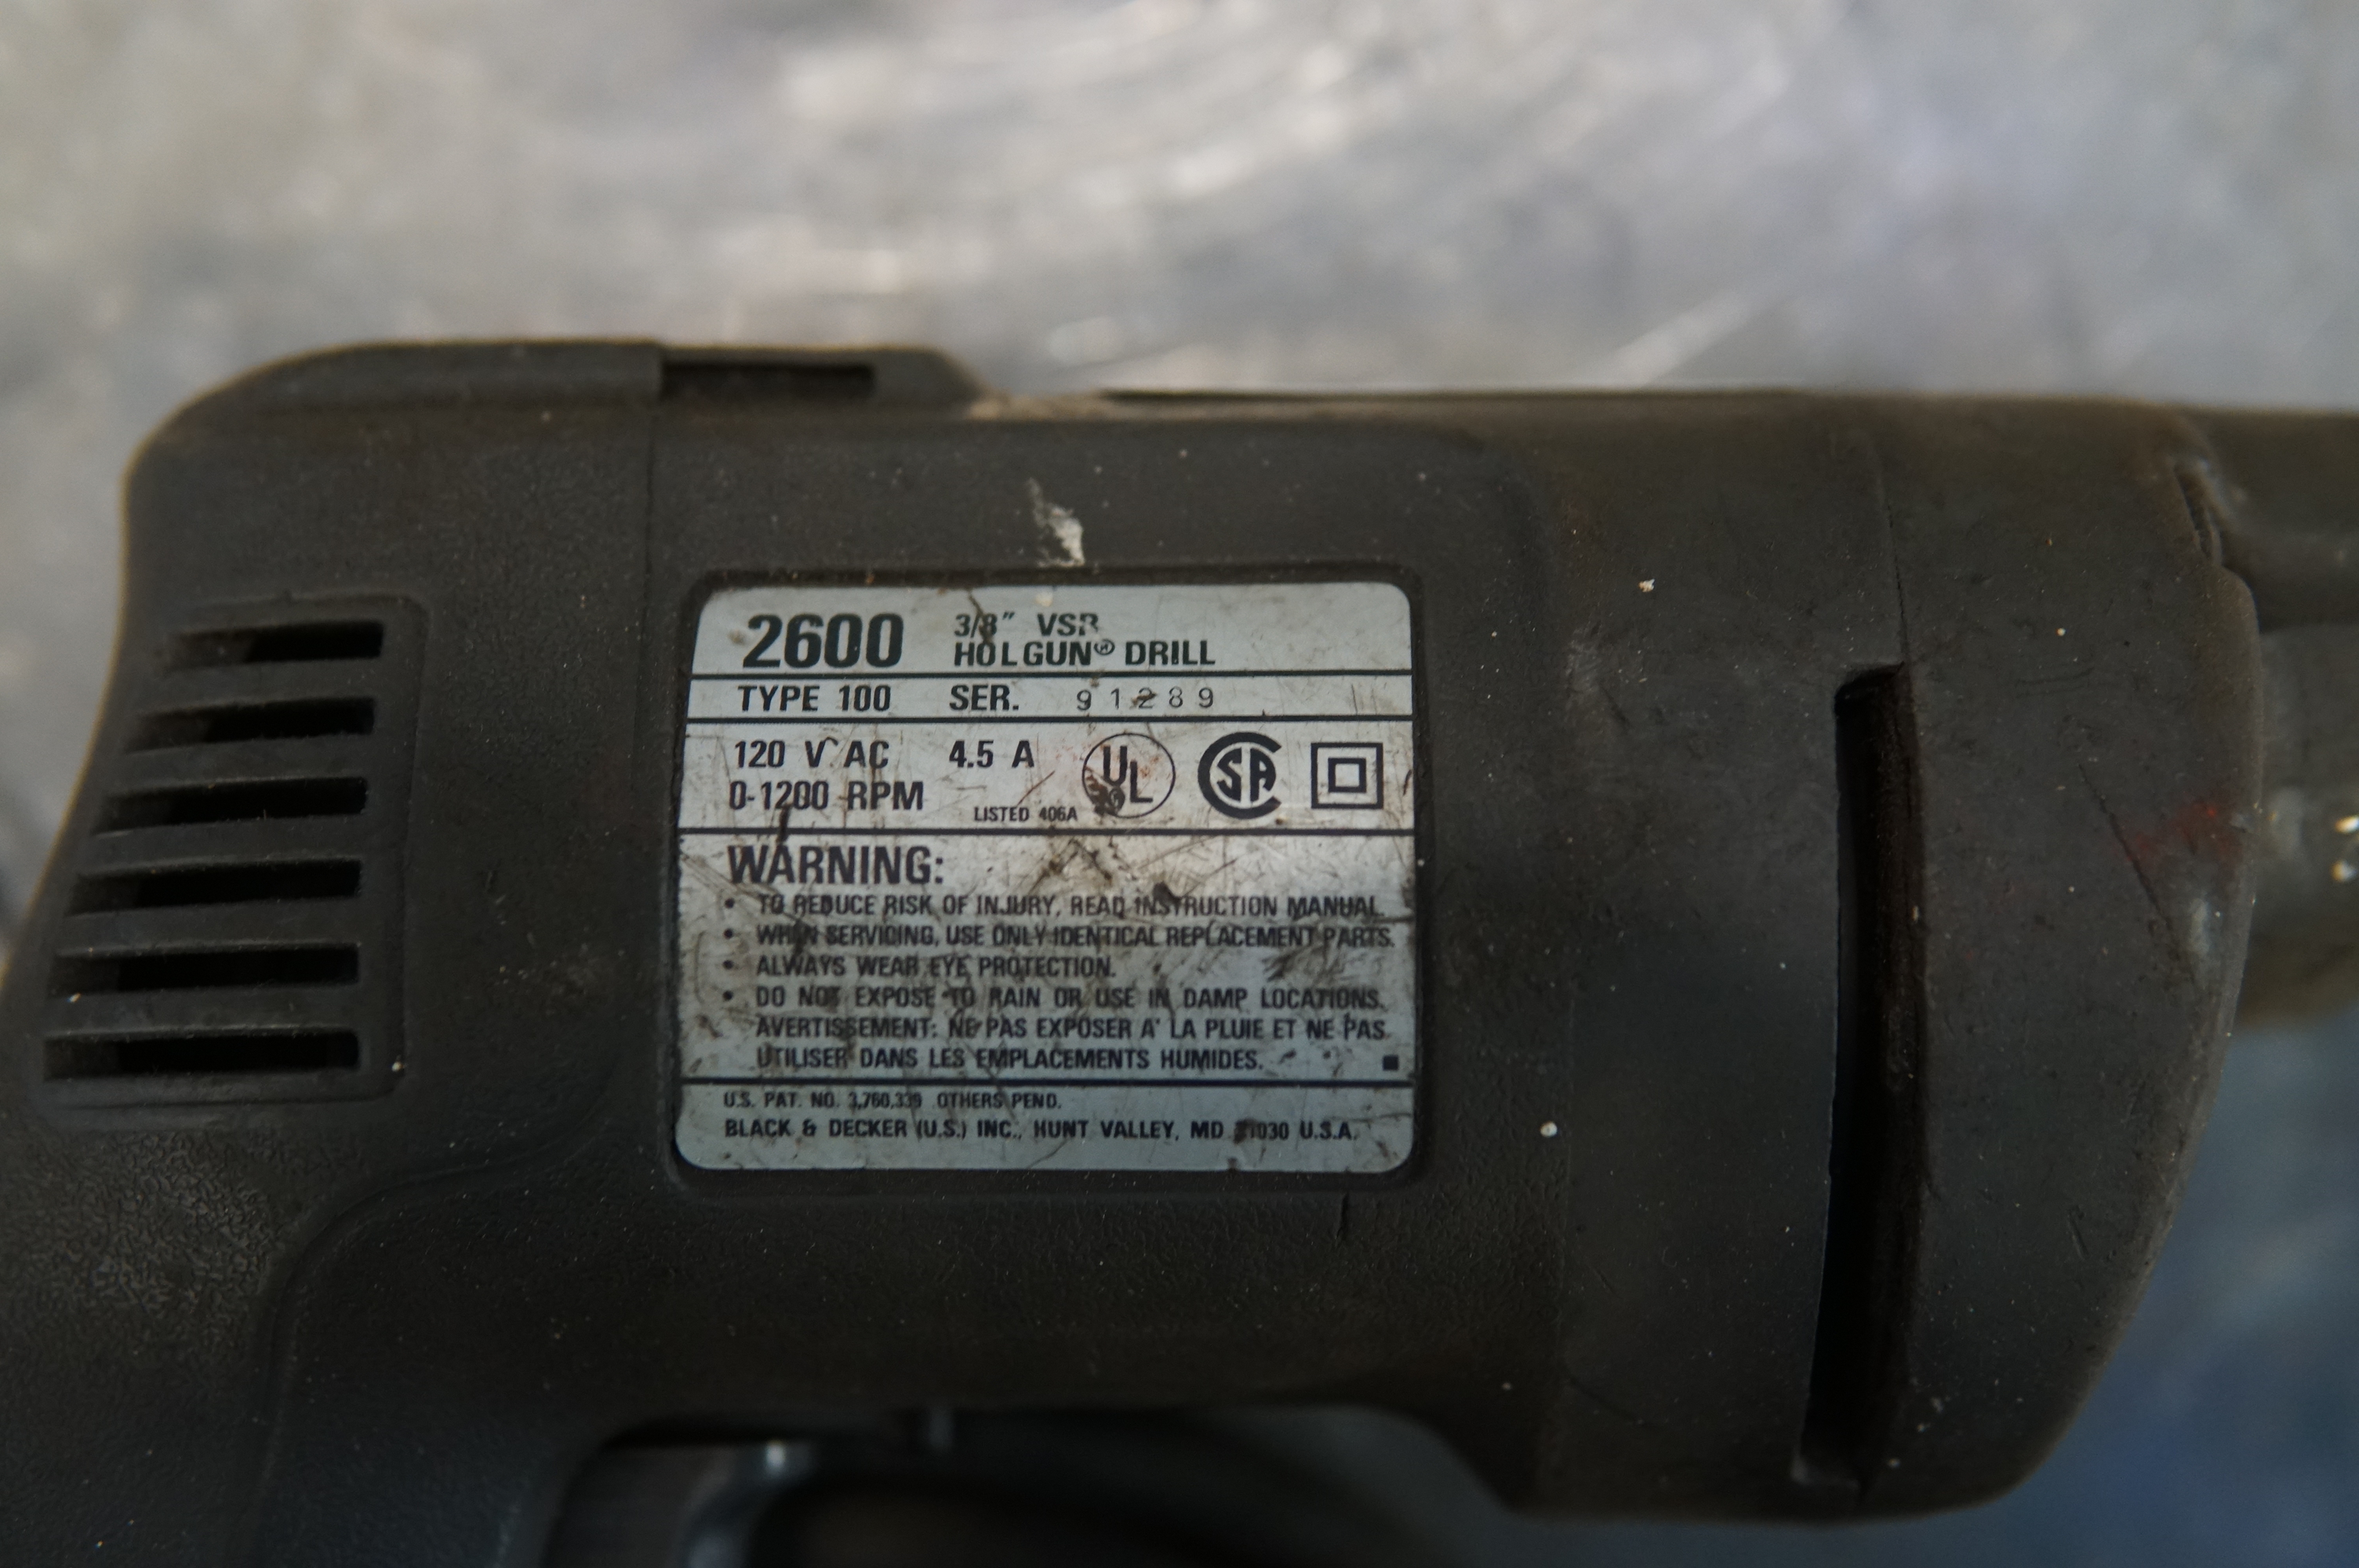 2600 3/8" VSR
HOLGUN® DRILL
TYPE 100 SER. 91289
120 V AC 4.5 A
0-1200 RPM LISTED 406A UL CSA
WARNING:
• TO REDUCE RISK OF INJURY, READ INSTRUCTION MANUAL.
• WHEN SERVICING, USE ONLY IDENTICAL REPLACEMENT PARTS.
• ALWAYS WEAR EYE PROTECTION.
• DO NOT EXPOSE TO RAIN OR USE IN DAMP LOCATIONS.
AVERTISSEMENT: NE PAS EXPOSER A' LA PLUIE ET NE PAS
UTILISER DANS LES EMPLACEMENTS HUMIDES.
U.S. PAT. NO. 3,760,339 OTHERS PEND.
BLACK & DECKER (U.S.) INC., HUNT VALLEY, MD 21030 U.S.A.